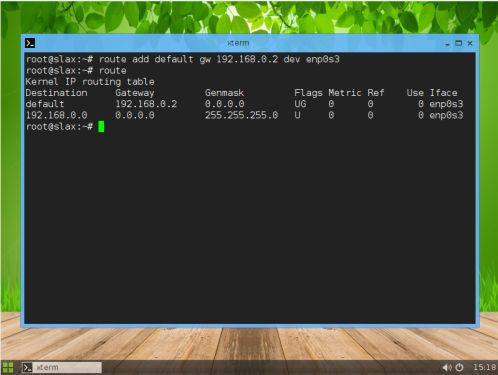 xterm
root@slax:~# route add default gw 192.168.0.2 dev enp0s3
root@slax:~# route
Kernel IP routing table
Destination Gateway Genmask Flags Metric Ref Use Iface
default 192.168.0.2 0.0.0.0 UG 0 0 0 enp0s3
192.168.0.0 0.0.0.0 255.255.255.0 U 0 0 0 enp0s3
root@slax:~#
xterm 15:18